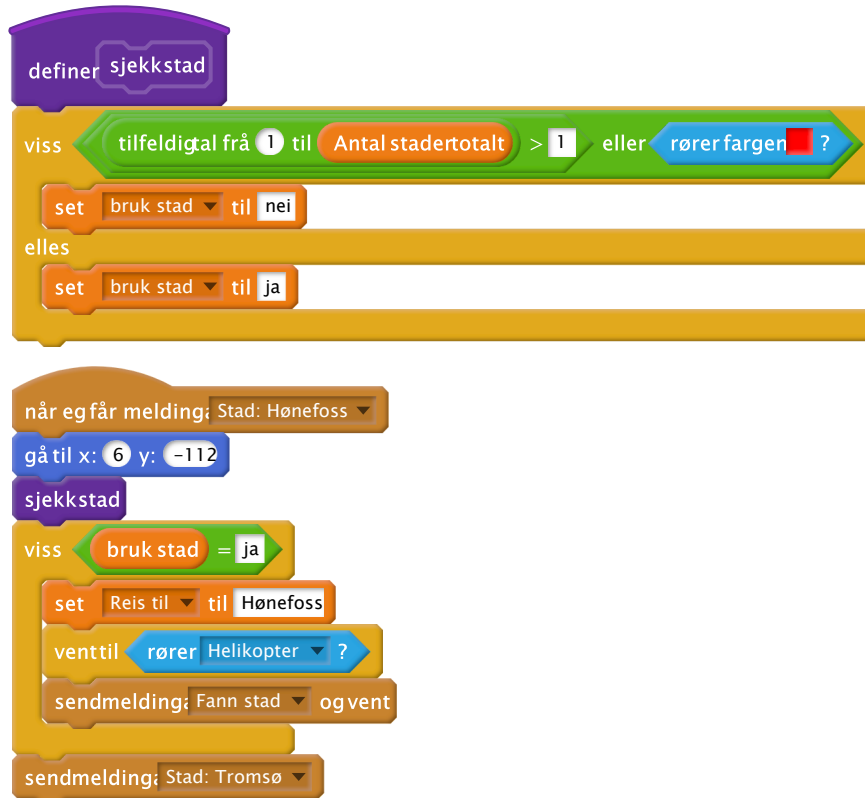 definer sjekkstad
viss tilfeldigtal frå 1 til Antal stadertotalt > 1 eller rører fargen ?
set bruk stad til nei
elles
set bruk stad til ja
når eg får meldinga Stad: Hønefoss
gå til x: 6 y: -112
sjekkstad
viss bruk stad = ja
set Reis til til Hønefoss
vent til rører Helikopter ?
send meldinga Fann stad og vent
send meldinga Stad: Tromsø